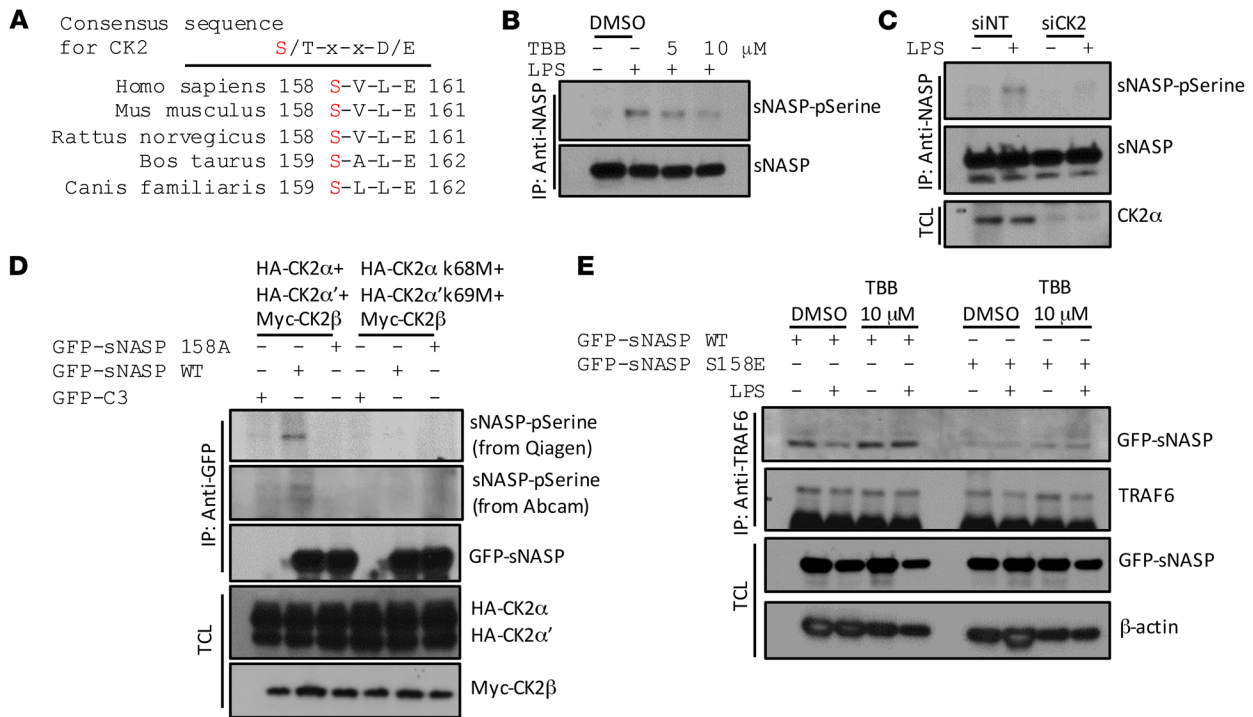 A
Consensus sequence
for CK2 S/T-x-x-D/E
Homo sapiens 158 S-V-L-E 161
Mus musculus 158 S-V-L-E 161
Rattus norvegicus 158 S-V-L-E 161
Bos taurus 159 S-A-L-E 162
Canis familiaris 159 S-L-L-E 162
B
DMSO
TBB – – 5 10 μM
LPS – + + +
IP: Anti-NASP
sNASP-pSerine
sNASP
C
siNT siCK2
LPS – + – +
IP: Anti-NASP
sNASP-pSerine
sNASP
TCL
CK2α
D
HA-CK2α+ HA-CK2α k68M+
HA-CK2α’+ HA-CK2α’k69M+
Myc-CK2β Myc-CK2β
GFP-sNASP 158A – – + – – +
GFP-sNASP WT – + – – + –
GFP-C3 + – – + – –
IP: Anti-GFP
sNASP-pSerine
(from Qiagen)
sNASP-pSerine
(from Abcam)
GFP-sNASP
TCL
HA-CK2α
HA-CK2α’
Myc-CK2β
E
TBB TBB
DMSO 10 μM DMSO 10 μM
GFP-sNASP WT + + + + – – – –
GFP-sNASP S158E – – – – + + + +
LPS – + – + – + – +
IP: Anti-TRAF6
GFP-sNASP
TRAF6
TCL
GFP-sNASP
β-actin